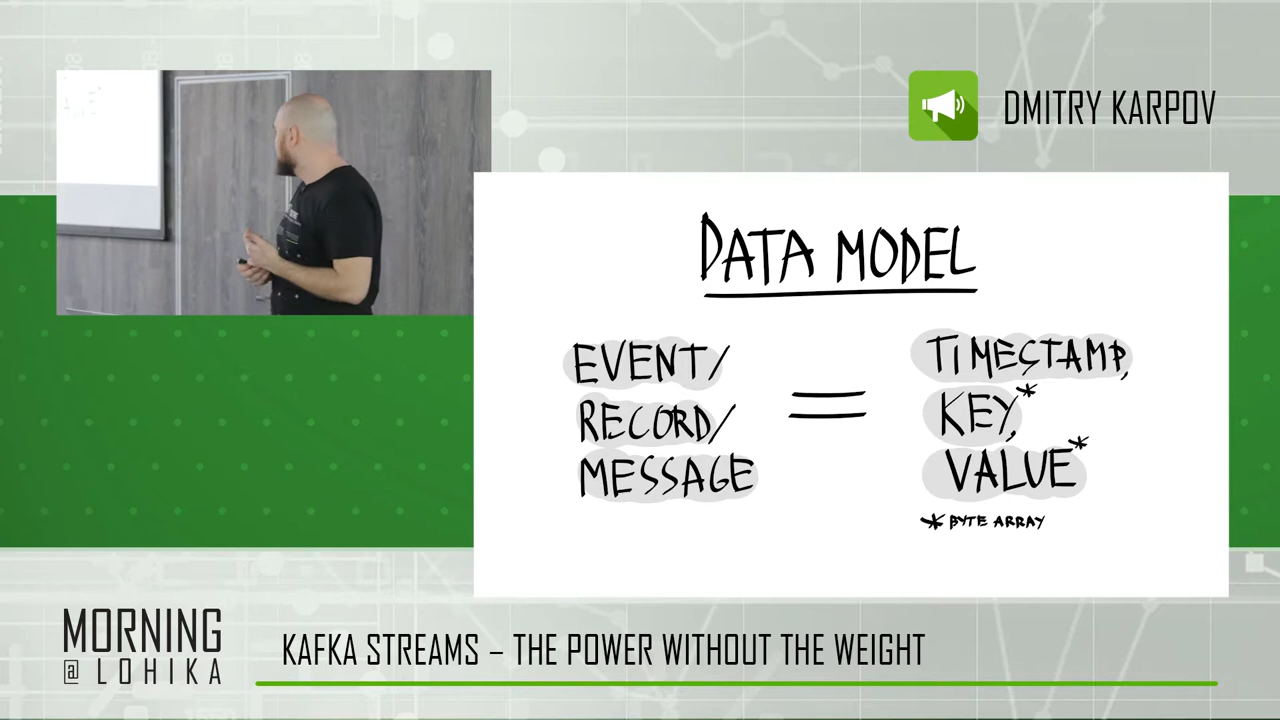 DMITRY KARPOV
DATA MODEL
EVENT/
RECORD/
MESSAGE
=
TIMESTAMP,
KEY,*
VALUE*
* BYTE ARRAY
MORNING
@ LOHIKA
KAFKA STREAMS – THE POWER WITHOUT THE WEIGHT